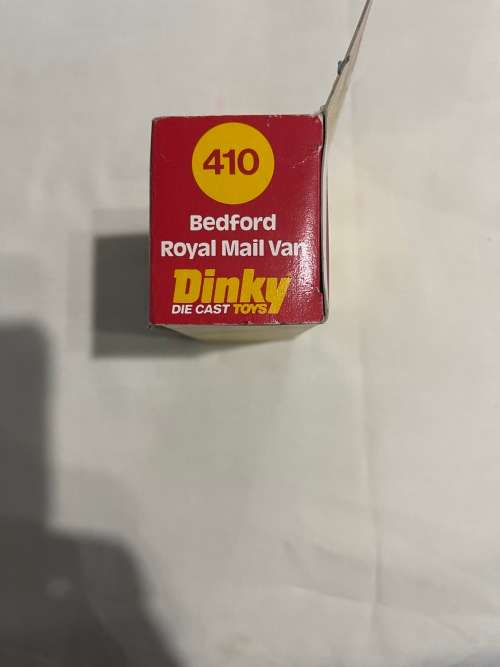 410
Bedford
Royal Mail Van
Dinky
DIE CAST TOYS